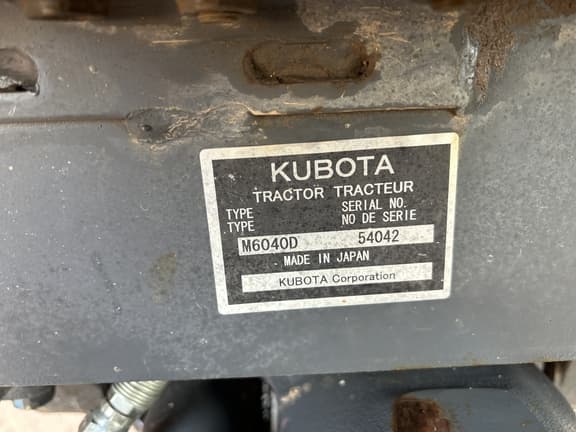 KUBOTA
TRACTOR TRACTEUR
TYPE SERIAL NO.
TYPE NO DE SERIE
M6040D 54042
MADE IN JAPAN
KUBOTA Corporation